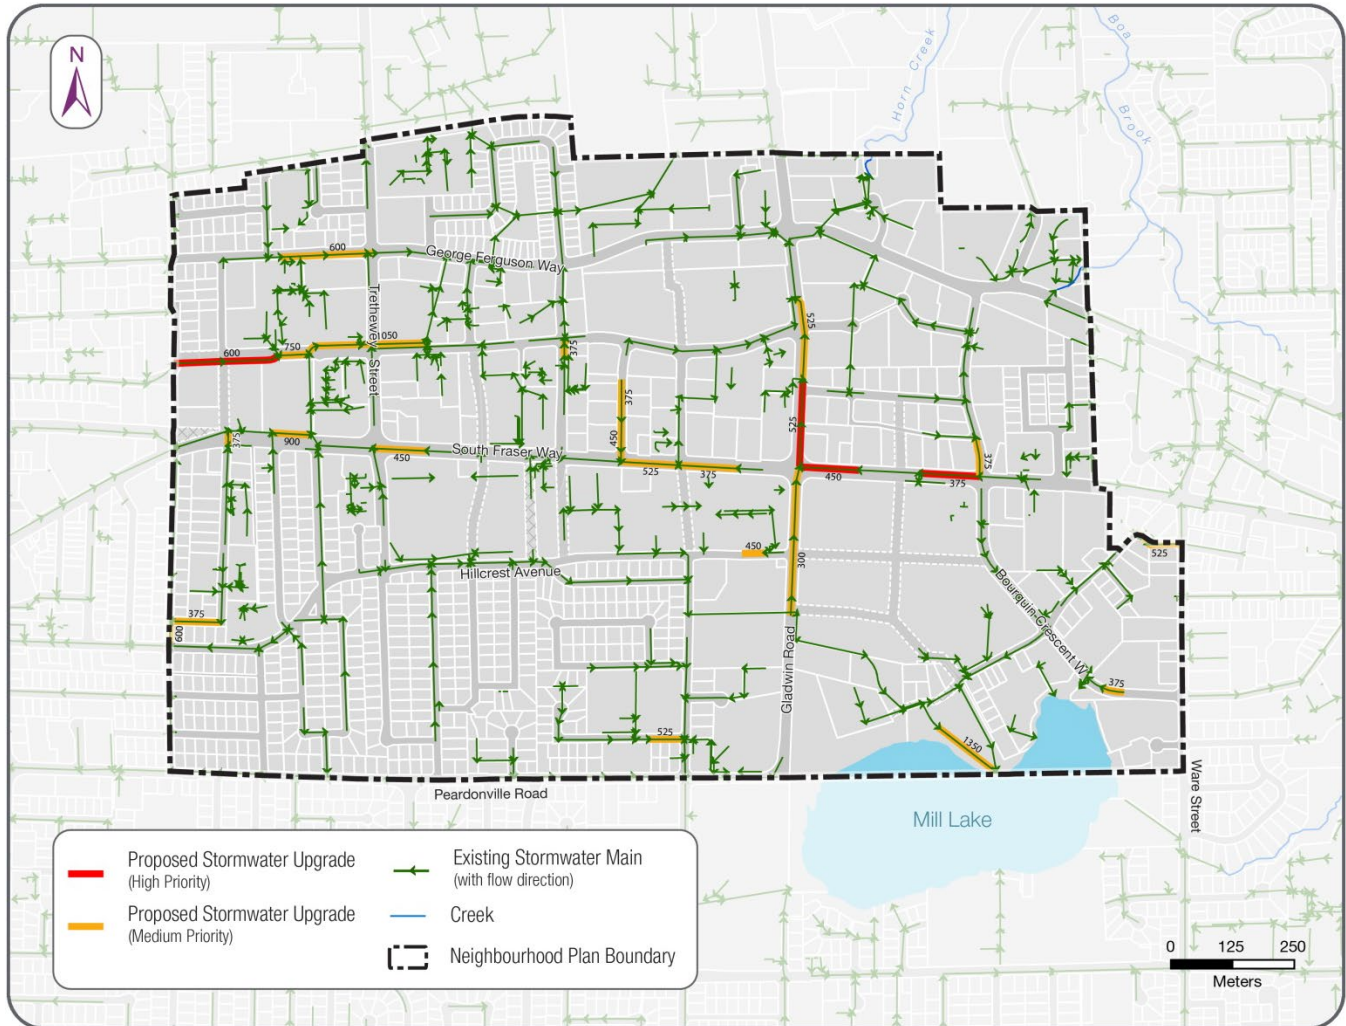 N
Horn Creek
Boa Brook
600
George Ferguson Way
Trethewey Street
525
1050
750
600
375
375
525
375
900
450
South Fraser Way
450
525
375
450
375
375
450
300
525
Hillcrest Avenue
Bourquin Crescent W
375
600
Gladwin Road
375
525
1350
Peardonville Road
Ware Street
Mill Lake
Proposed Stormwater Upgrade
(High Priority)
Proposed Stormwater Upgrade
(Medium Priority)
Existing Stormwater Main
(with flow direction)
Creek
Neighbourhood Plan Boundary
0 125 250
Meters